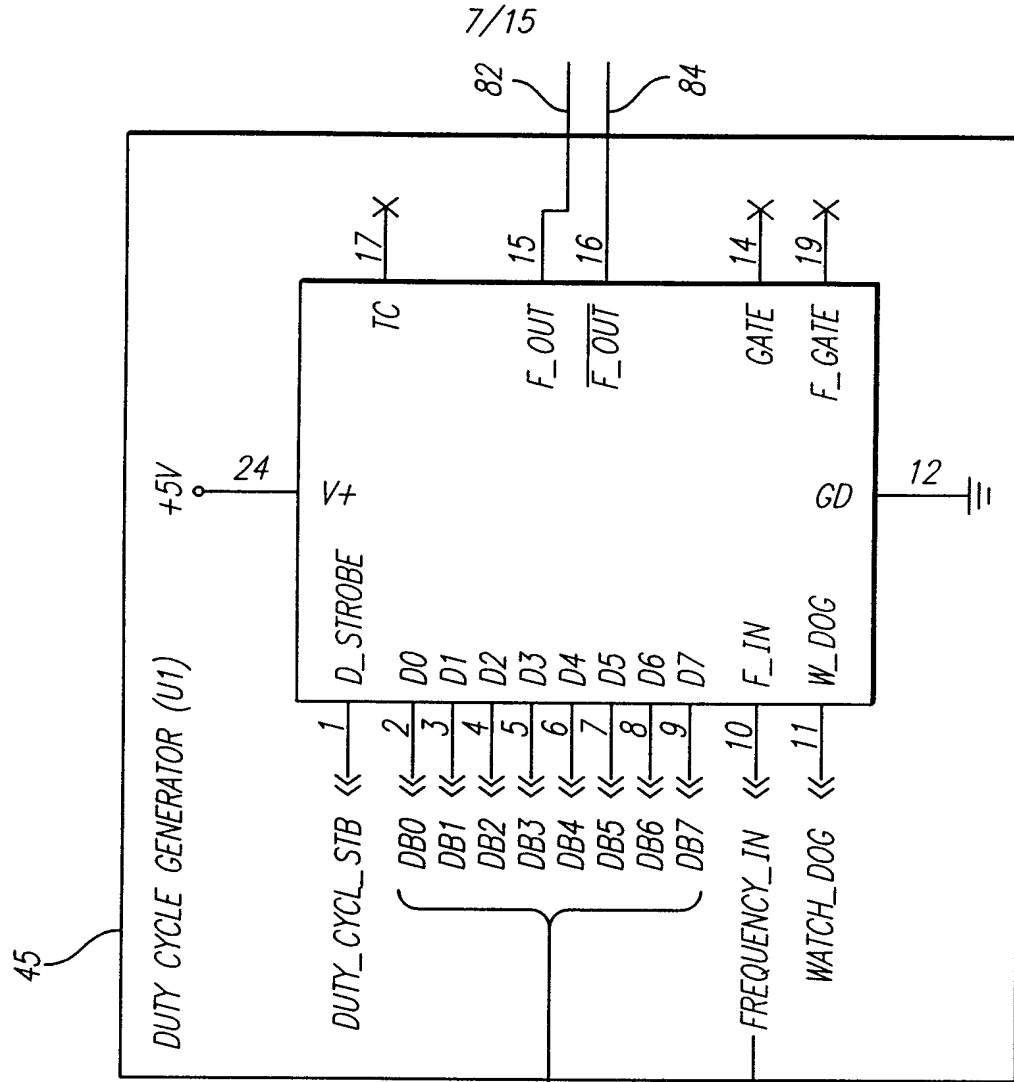 7/15
45
DUTY CYCLE GENERATOR (U1)
+5V
24
V+
DUTY_CYCL_STB 1 D_STROBE
DB0 2 D0
DB1 3 D1
DB2 4 D2
DB3 5 D3
DB4 6 D4
DB5 7 D5
DB6 8 D6
DB7 9 D7
FREQUENCY_IN 10 F_IN
WATCH_DOG 11 W_DOG
TC 17
F_OUT 15 82
F_OUT 16 84
GATE 14
F_GATE 19
GD 12